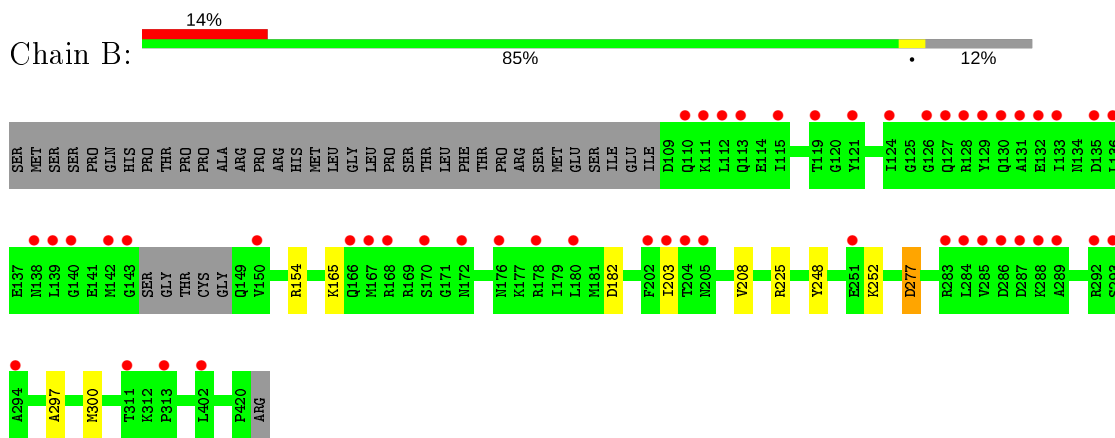 14%
Chain B:
85% • 12%
SER MET SER SER PRO GLN HIS PRO THR PRO PRO PRO ALA ARG PRO ARG HIS MET LEU ILE GLY LEU PRO SER THR LEU PHE THR PRO ARG SER MET GLU SER ILE GLU ILE D109 Q110 K111 L112 Q113 E114 I115 T119 G120 Y121 I124 G125 G126 Q127 R128 Y129 Q130 A131 E132 I133 N134 D135 L136
E137 N138 L139 G140 E141 M142 G143 SER GLY THR CYS GLY Q149 V150 R154 K165 Q166 M167 R168 R169 S170 G171 N172 N176 K177 R178 I179 L180 M181 D182 F202 I203 T204 N205 V208 R225 Y248 E251 K252 D277 R283 L284 V285 D286 D287 K288 A289 R292 S293
A294 A297 M300 T311 K312 P313 L402 P420 ARG